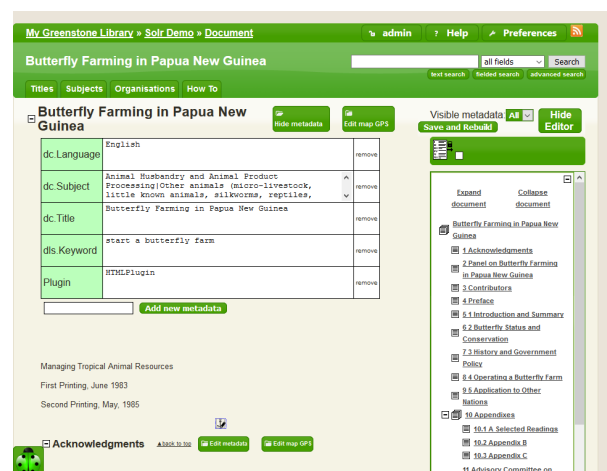 My Greenstone Library » Solr Demo » Document
admin
? Help
Preferences
Butterfly Farming in Papua New Guinea
all fields
Search
text search
fielded search
advanced search
Titles
Subjects
Organisations
How To
Butterfly Farming in Papua New
Guinea
Hide metadata
Edit map GPS
Visible metadata: All
Hide
Editor
Save and Rebuild
dc.Language
English
remove
dc.Subject
Animal Husbandry and Animal Product
Processing|Other animals (micro-livestock,
little known animals, silkworms, reptiles,
remove
dc.Title
Butterfly Farming in Papua New Guinea
remove
dls.Keyword
start a butterfly farm
remove
Plugin
HTMLPlugin
remove
Add new metadata
Managing Tropical Animal Resources
First Printing, June 1983
Second Printing, May, 1985
Acknowledgments
▲back to top
Edit metadata
Edit map GPS
Expand
document
Collapse
document
Butterfly Farming in Papua New
Guinea
1 Acknowledgments
2 Panel on Butterfly Farming
in Papua New Guinea
3 Contributors
4 Preface
5 1 Introduction and Summary
6 2 Butterfly Status and
Conservation
7 3 History and Government
Policy
8 4 Operating a Butterfly Farm
9 5 Application to Other
Nations
10 Appendixes
10.1 A Selected Readings
10.2 Appendix B
10.3 Appendix C
11 Advisory Committee on